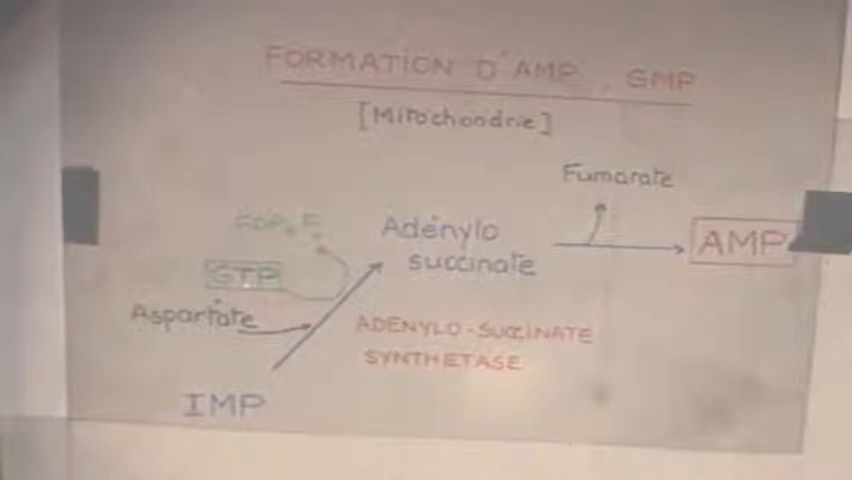 FORMATION D'AMP, GMP
[Mitochondrie]
Fumarate
Adénylo
succinate
AMP
GTP
Aspartate
ADENYLO-SUCCINATE
SYNTHETASE
IMP